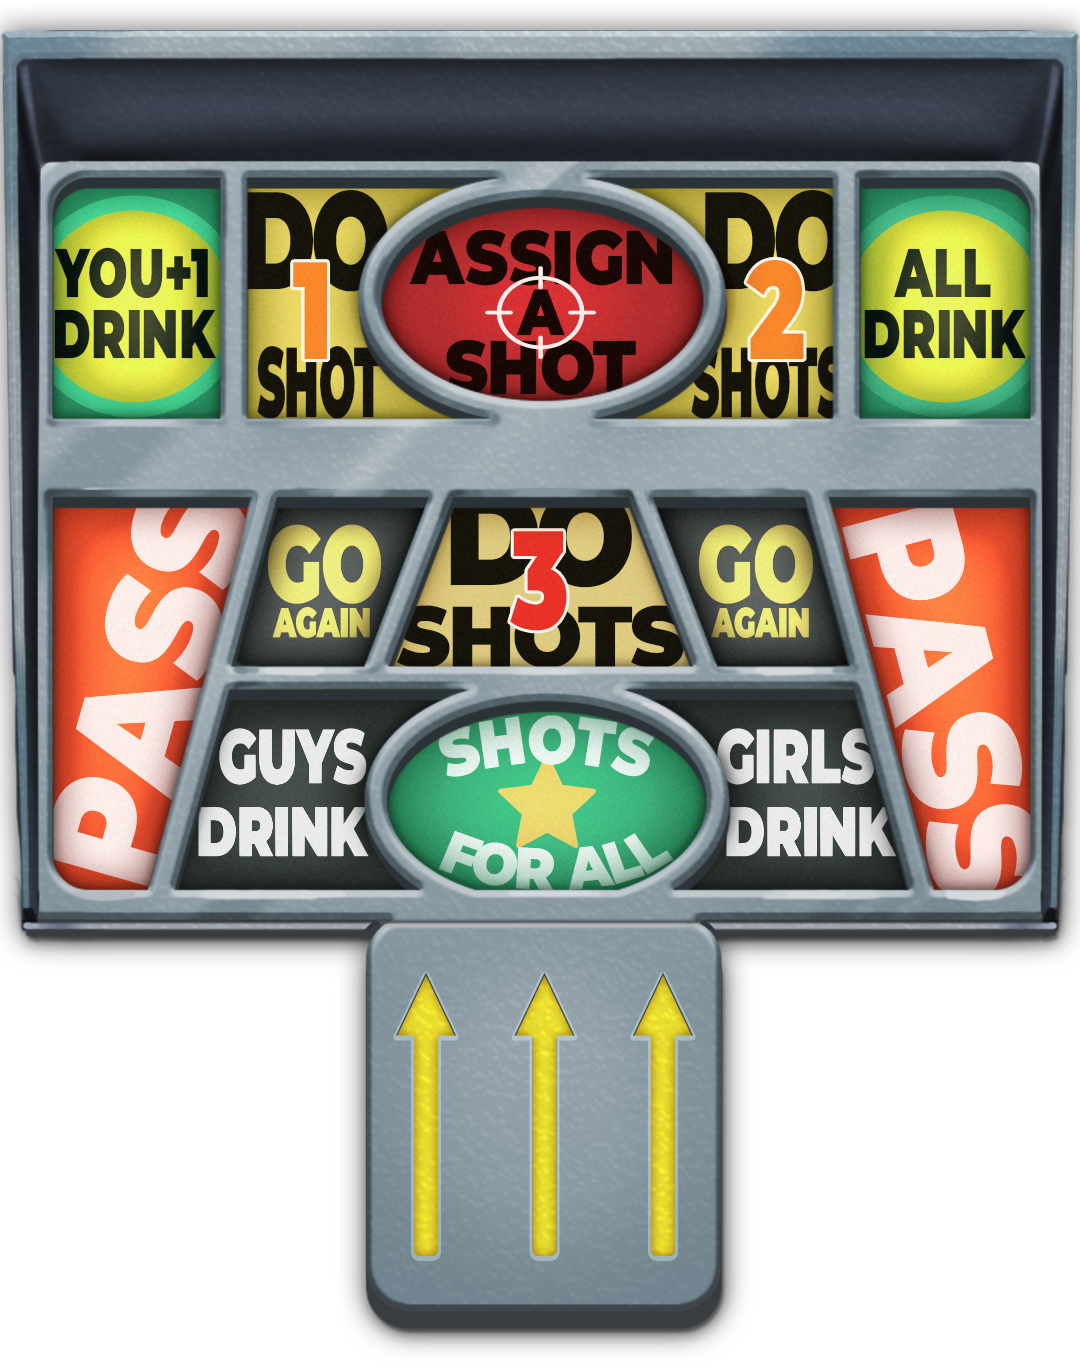 YOU+1
DRINK
DO
1
SHOT
ASSIGN
A
SHOT
DO
2
SHOTS
ALL
DRINK
PASS
GO
AGAIN
DO
3
SHOTS
GO
AGAIN
PASS
GUYS
DRINK
SHOTS
FOR ALL
GIRLS
DRINK